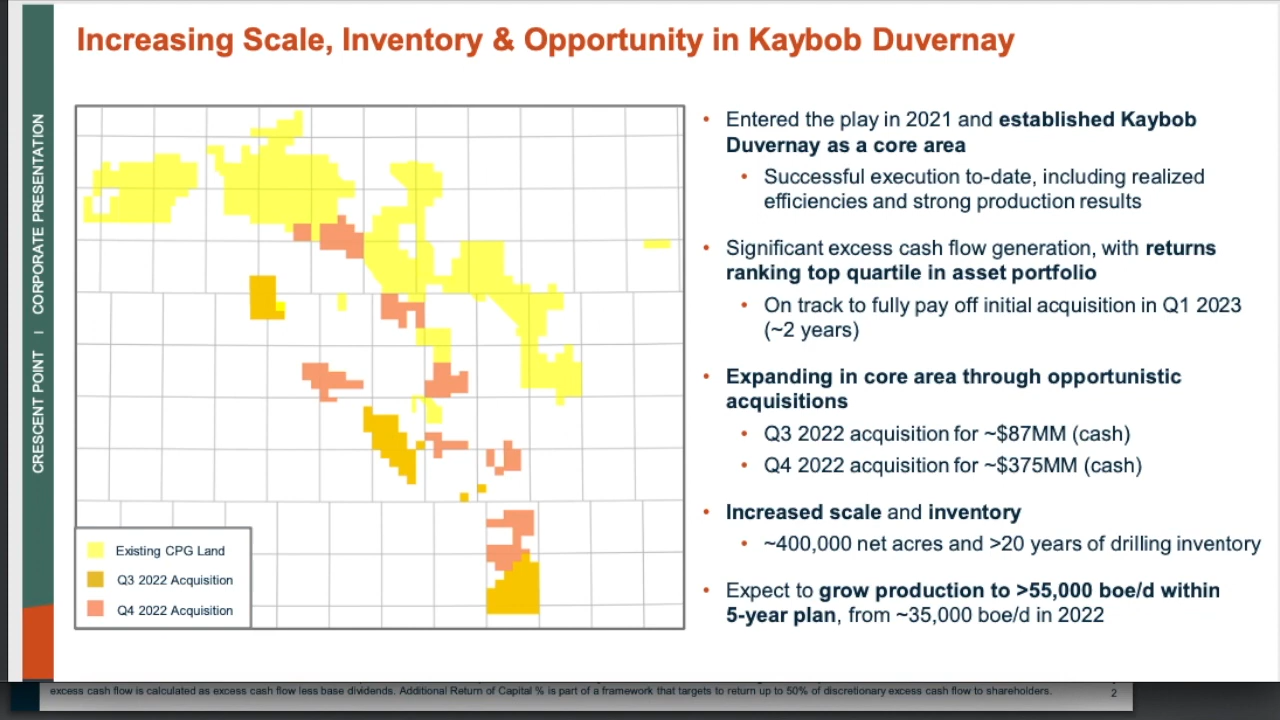 Increasing Scale, Inventory & Opportunity in Kaybob Duvernay
CRESCENT POINT I CORPORATE PRESENTATION
Existing CPG Land
Q3 2022 Acquisition
Q4 2022 Acquisition
• Entered the play in 2021 and established Kaybob
Duvernay as a core area
• Successful execution to-date, including realized
efficiencies and strong production results
• Significant excess cash flow generation, with returns
ranking top quartile in asset portfolio
• On track to fully pay off initial acquisition in Q1 2023
(~2 years)
• Expanding in core area through opportunistic
acquisitions
• Q3 2022 acquisition for ~$87MM (cash)
• Q4 2022 acquisition for ~$375MM (cash)
• Increased scale and inventory
• ~400,000 net acres and >20 years of drilling inventory
• Expect to grow production to >55,000 boe/d within
5-year plan, from ~35,000 boe/d in 2022
excess cash flow is calculated as excess cash flow less base dividends. Additional Return of Capital % is part of a framework that targets to return up to 50% of discretionary excess cash flow to shareholders.
2